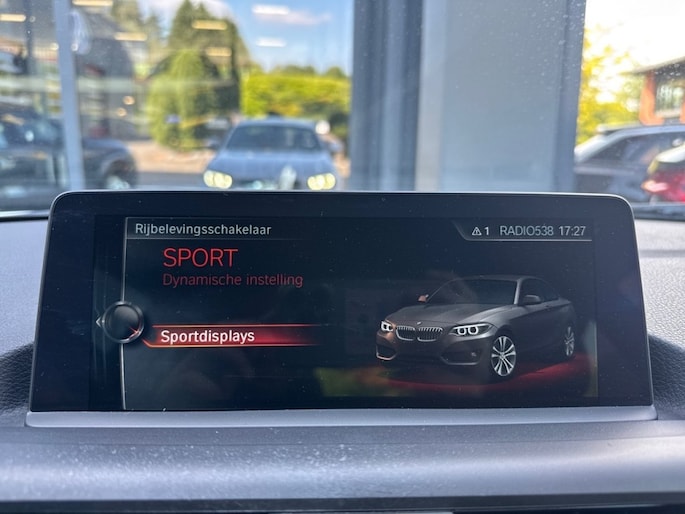 Rijbelevingsschakelaar
1 RADIO538 17:27
SPORT
Dynamische instelling
Sportdisplays